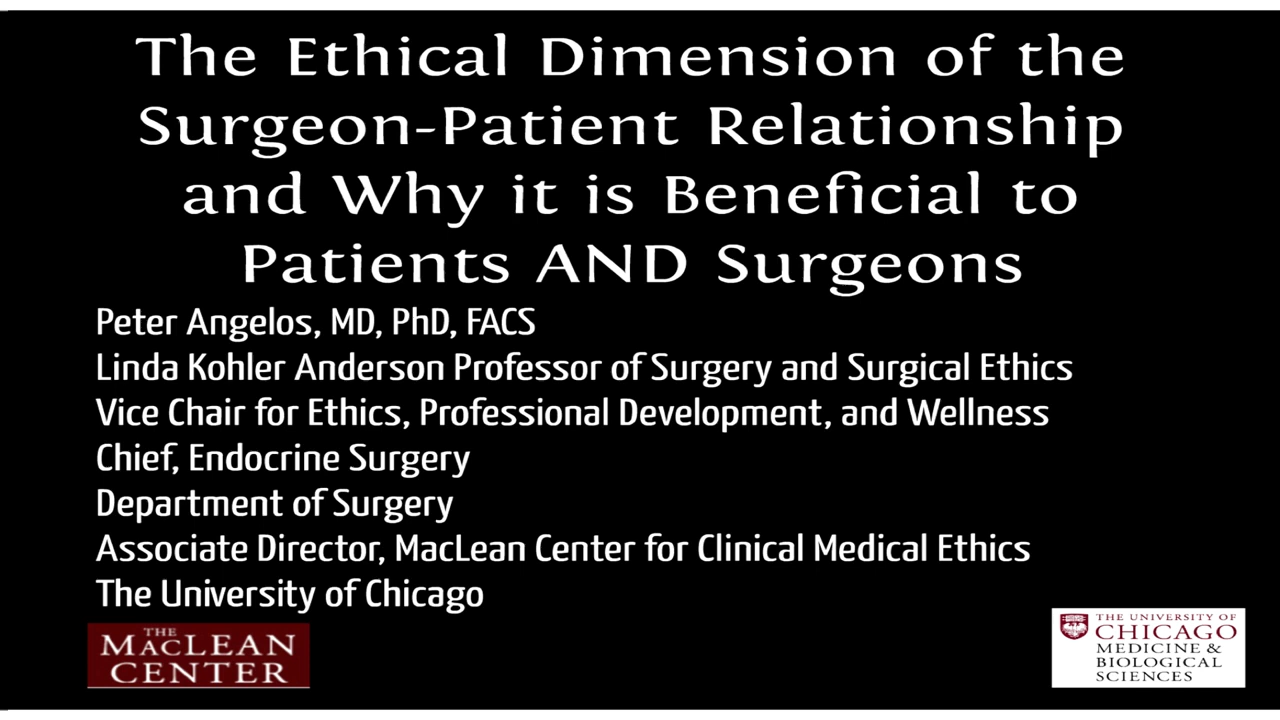 The Ethical Dimension of the
Surgeon-Patient Relationship
and Why it is Beneficial to
Patients AND Surgeons
Peter Angelos, MD, PhD, FACS
Linda Kohler Anderson Professor of Surgery and Surgical Ethics
Vice Chair for Ethics, Professional Development, and Wellness
Chief, Endocrine Surgery
Department of Surgery
Associate Director, MacLean Center for Clinical Medical Ethics
The University of Chicago
THE
MACLEAN
CENTER
THE UNIVERSITY OF
CHICAGO
MEDICINE &
BIOLOGICAL
SCIENCES